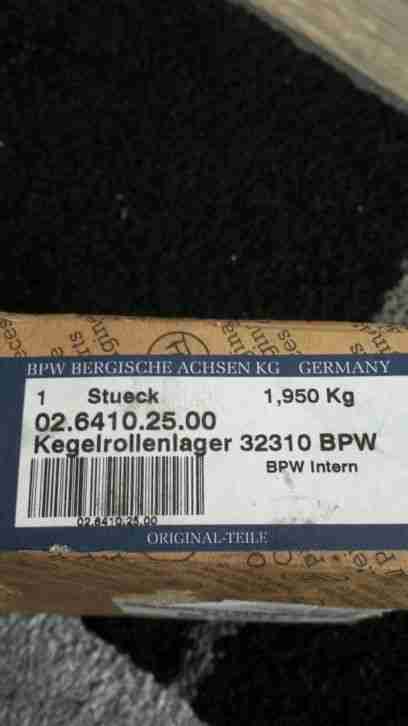 BPW BERGISCHE ACHSEN KG GERMANY
1 Stueck 1,950 Kg
02.6410.25.00
Kegelrollenlager 32310 BPW
BPW Intern
02.6410.25.00
ORIGINAL-TEILE